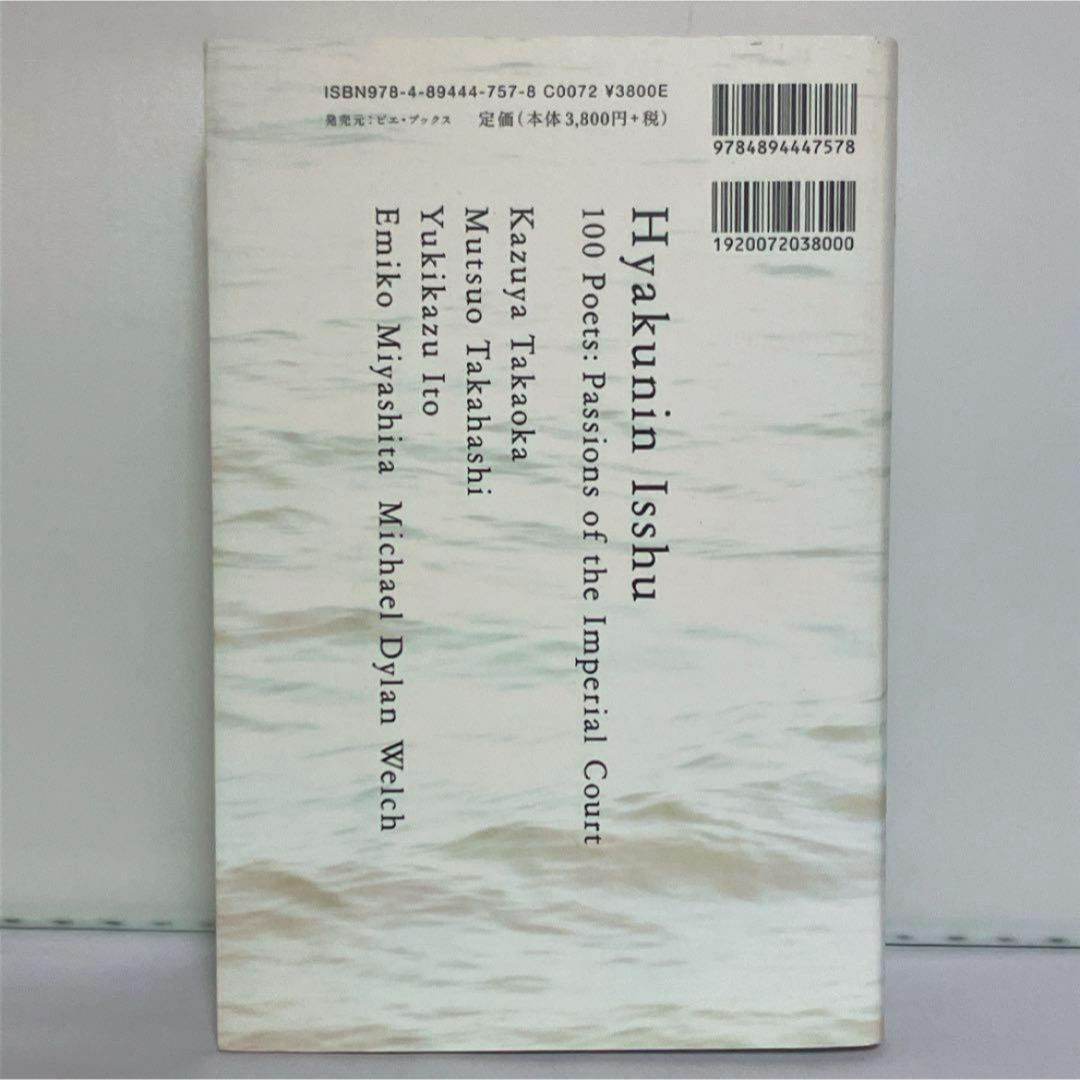 ISBN978-4-89444-757-8 C0072 ¥3800E
発売元:ピエ・ブックス 定価(本体3,800円+税)
9784894447578
1920072038000
Hyakunin Isshu
100 Poets: Passions of the Imperial Court
Kazuya Takaoka
Mutsuo Takahashi
Yukikazu Ito
Emiko Miyashita Michael Dylan Welch